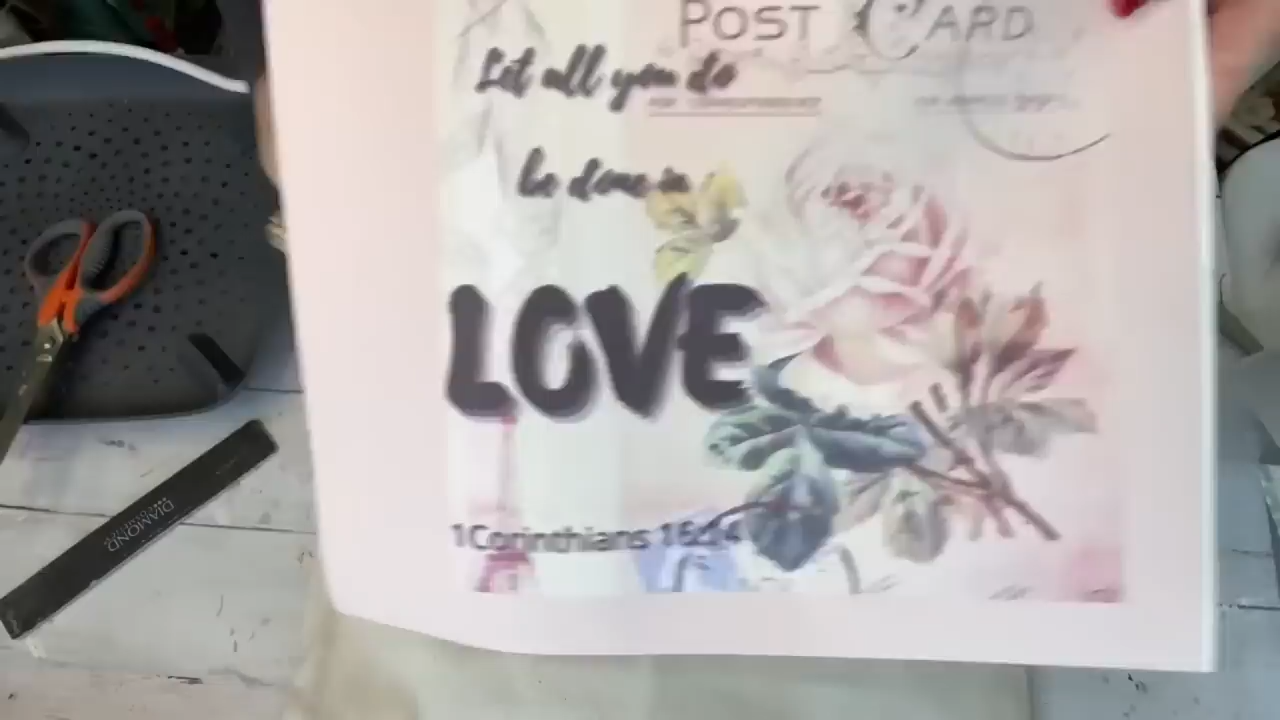 POST CARD
Let all you do
be done in
LOVE
1Corinthians 16:14
DIAMOND